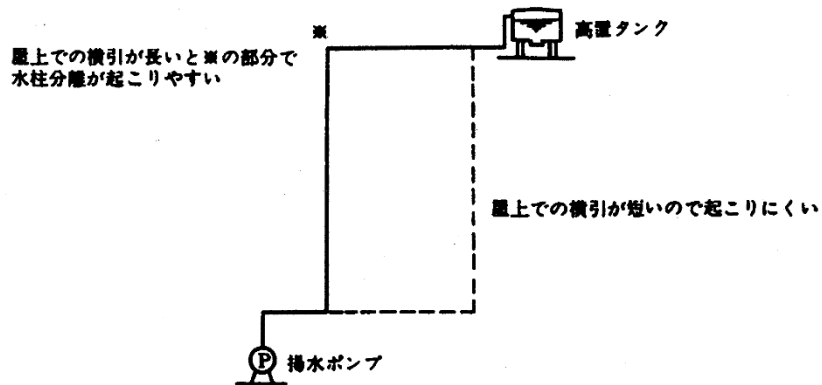 ※
高置タンク
屋上での横引が長いと※の部分で
水柱分離が起こりやすい
屋上での横引が短いので起こりにくい
P
揚水ポンプ